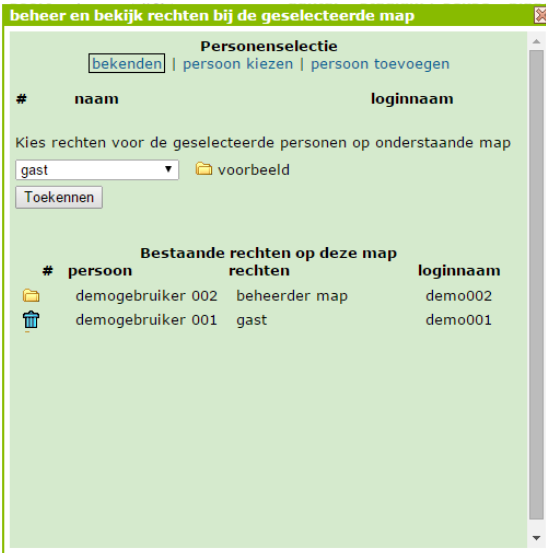 beheer en bekijk rechten bij de geselecteerde map
Personenselectie
bekenden | persoon kiezen | persoon toevoegen
# naam loginnaam
Kies rechten voor de geselecteerde personen op onderstaande map
gast voorbeeld
Toekennen
Bestaande rechten op deze map
# persoon rechten loginnaam
demogebruiker 002 beheerder map demo002
demogebruiker 001 gast demo001